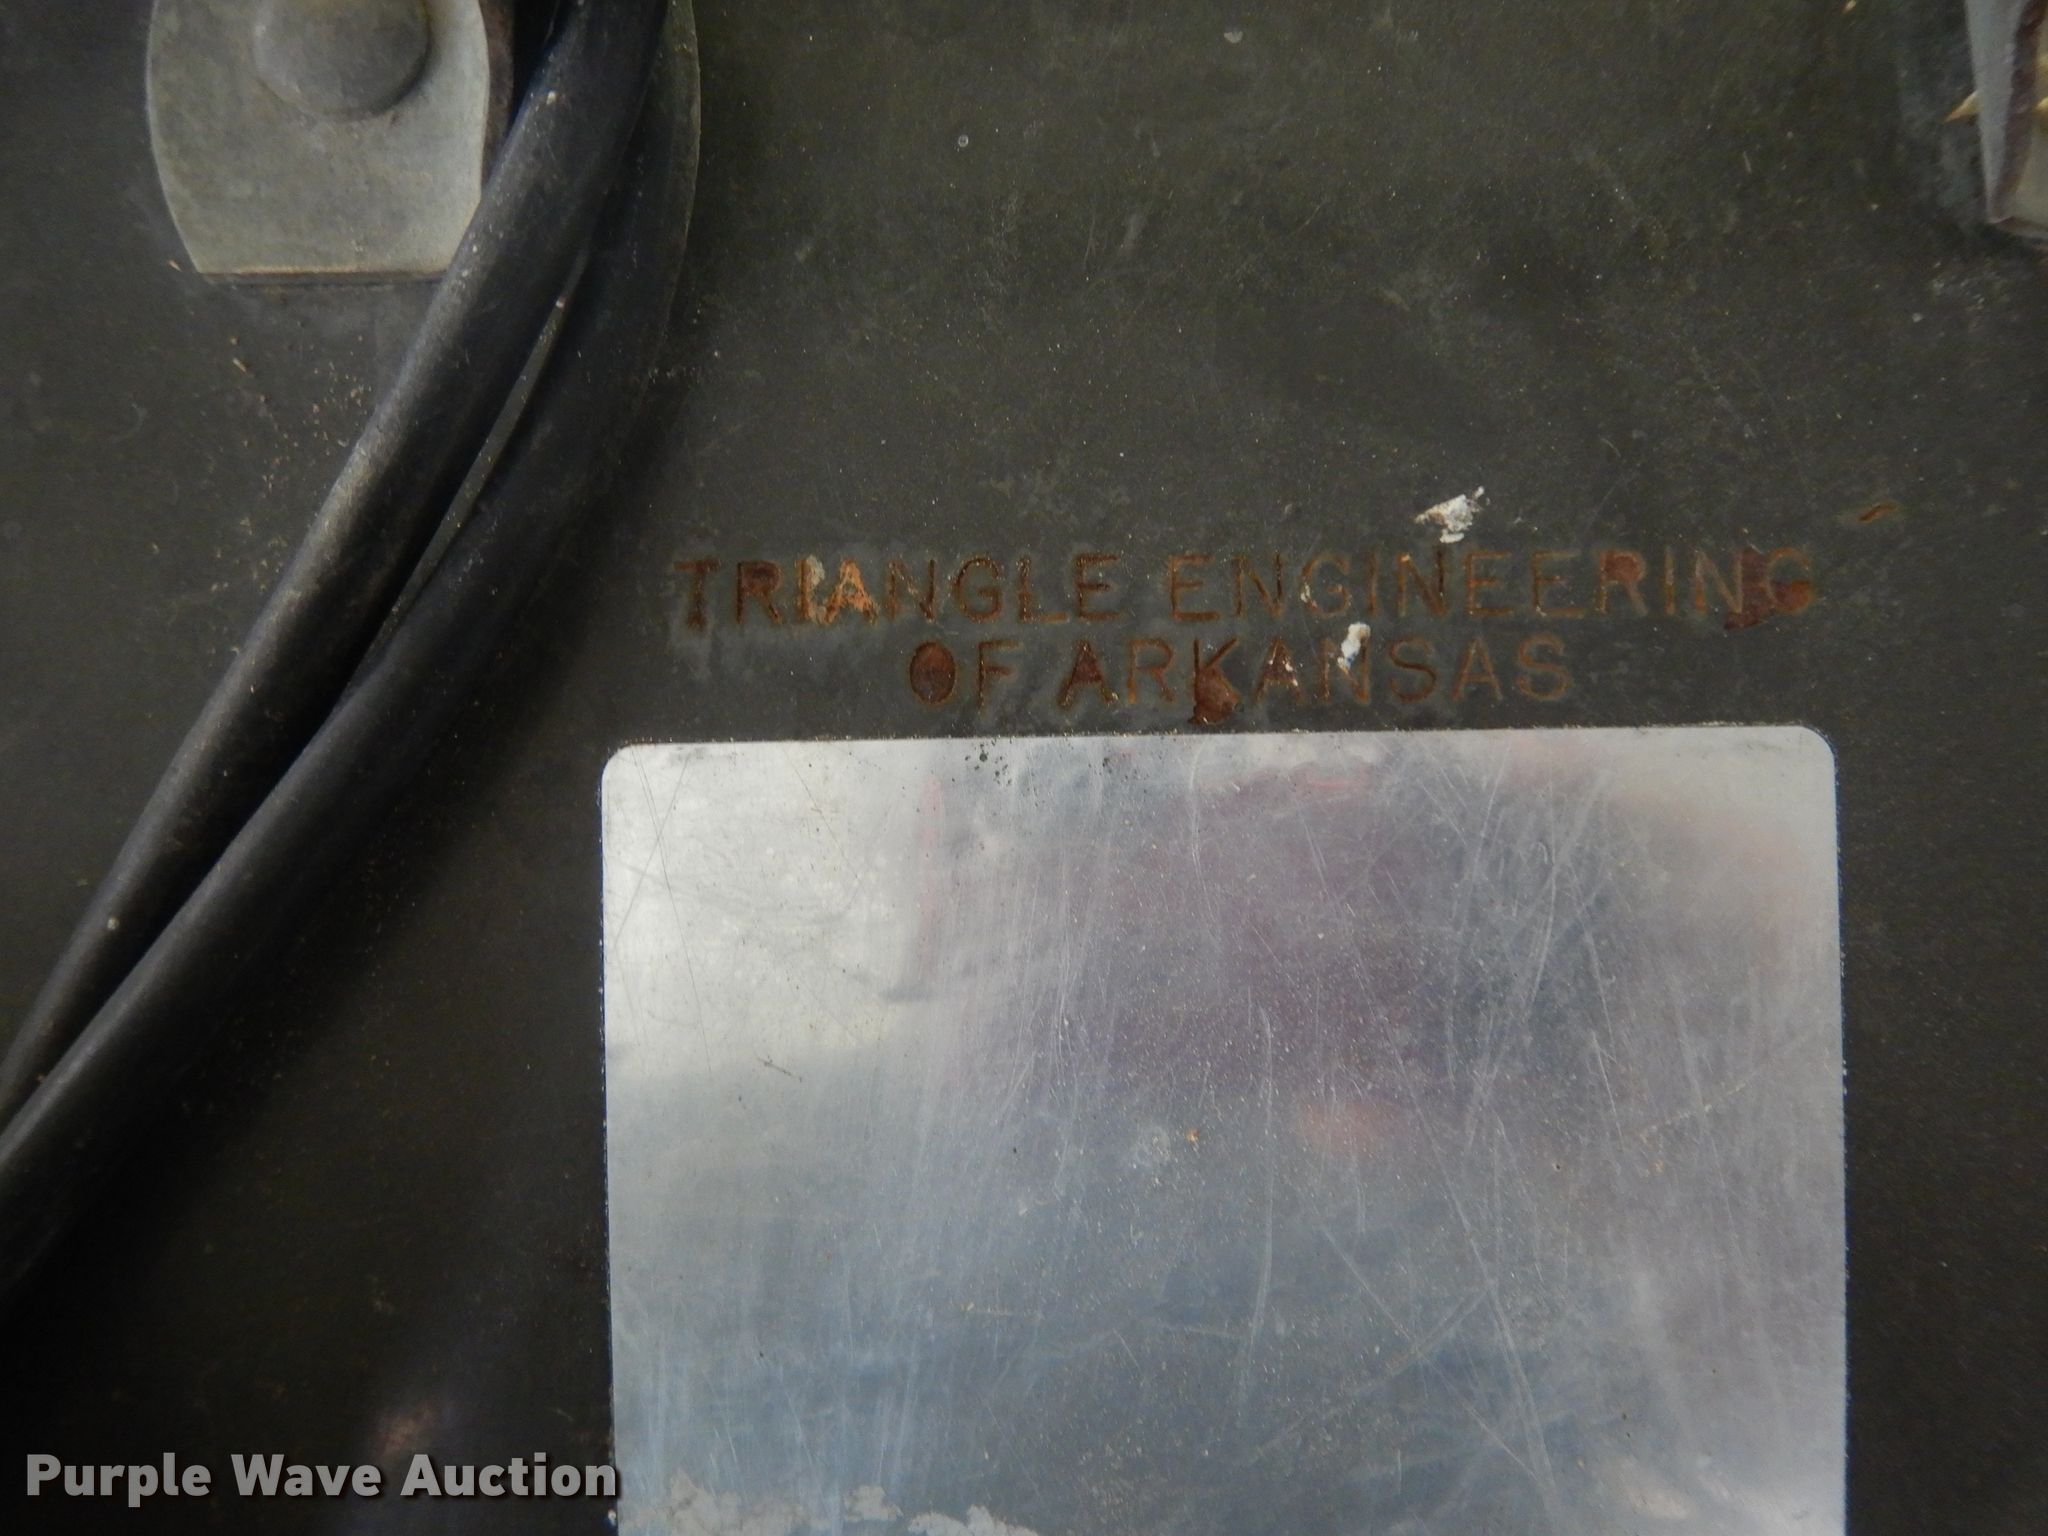 TRIANGLE ENGINEERING
OF ARKANSAS
Purple Wave Auction